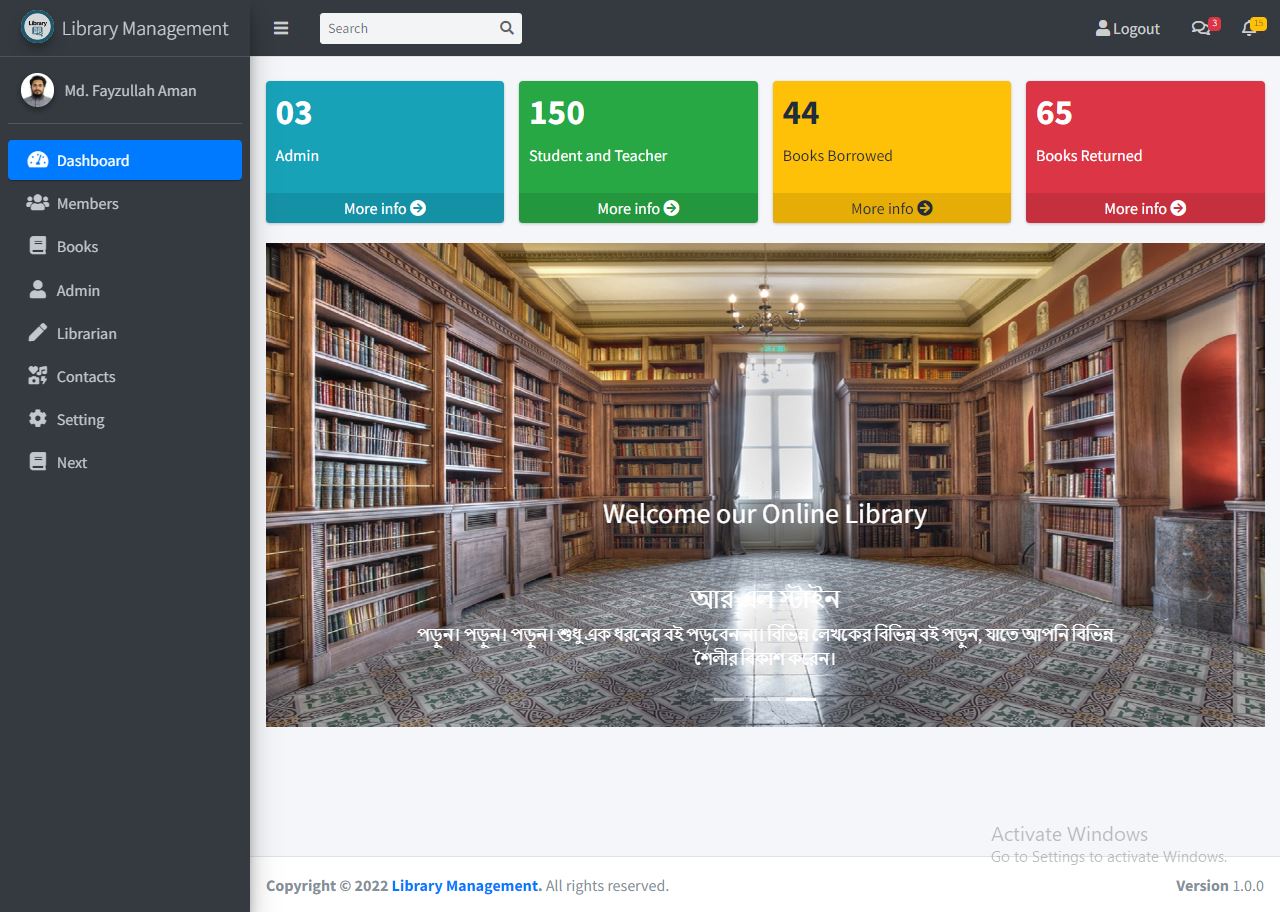 Library
Library Management
Search
Logout
3
15
Md. Fayzullah Aman
Dashboard
Members
Books
Admin
Librarian
Contacts
Setting
Next
03
Admin
More info
150
Student and Teacher
More info
44
Books Borrowed
More info
65
Books Returned
More info
Welcome our Online Library
আর এল স্টাইন
পড়ুন। পড়ুন। পড়ুন। শুধু এক ধরনের বই পড়বেন না। বিভিন্ন লেখকের বিভিন্ন বই পড়ুন, যাতে আপনি বিভিন্ন
শৈলীর বিকাশ করেন।
Activate Windows
Go to Settings to activate Windows.
Copyright © 2022 Library Management. All rights reserved.
Version 1.0.0